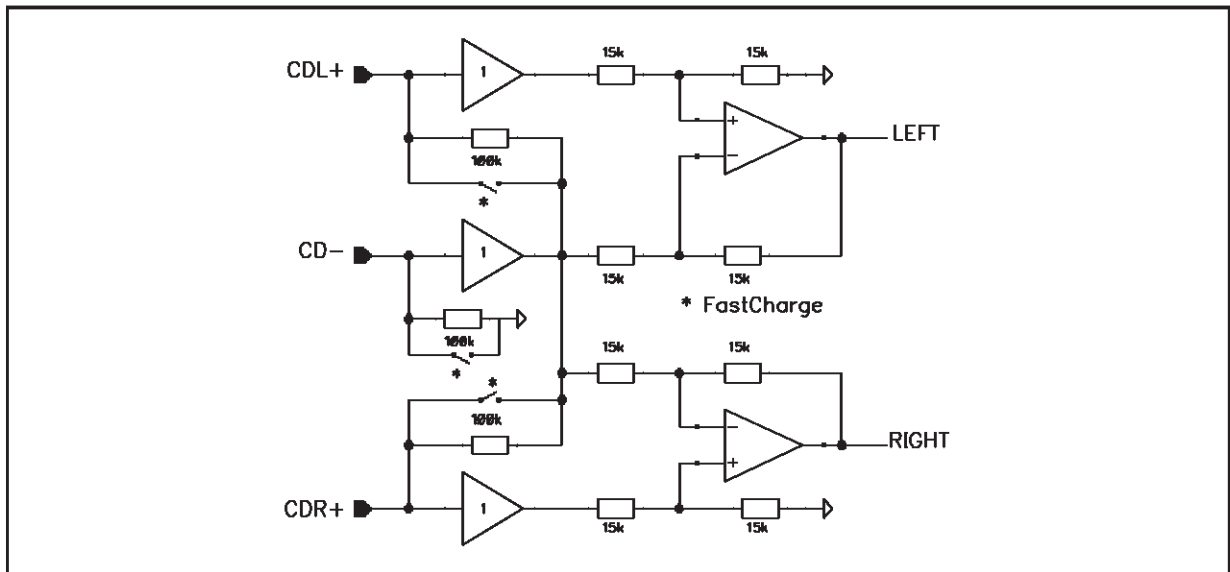 15k 15k
CDL+ 1
+
LEFT
100k
-
*
CD- 1
15k 15k
* FastCharge
100k
15k 15k
*
*
100k
-
RIGHT
+
CDR+ 1
15k 15k